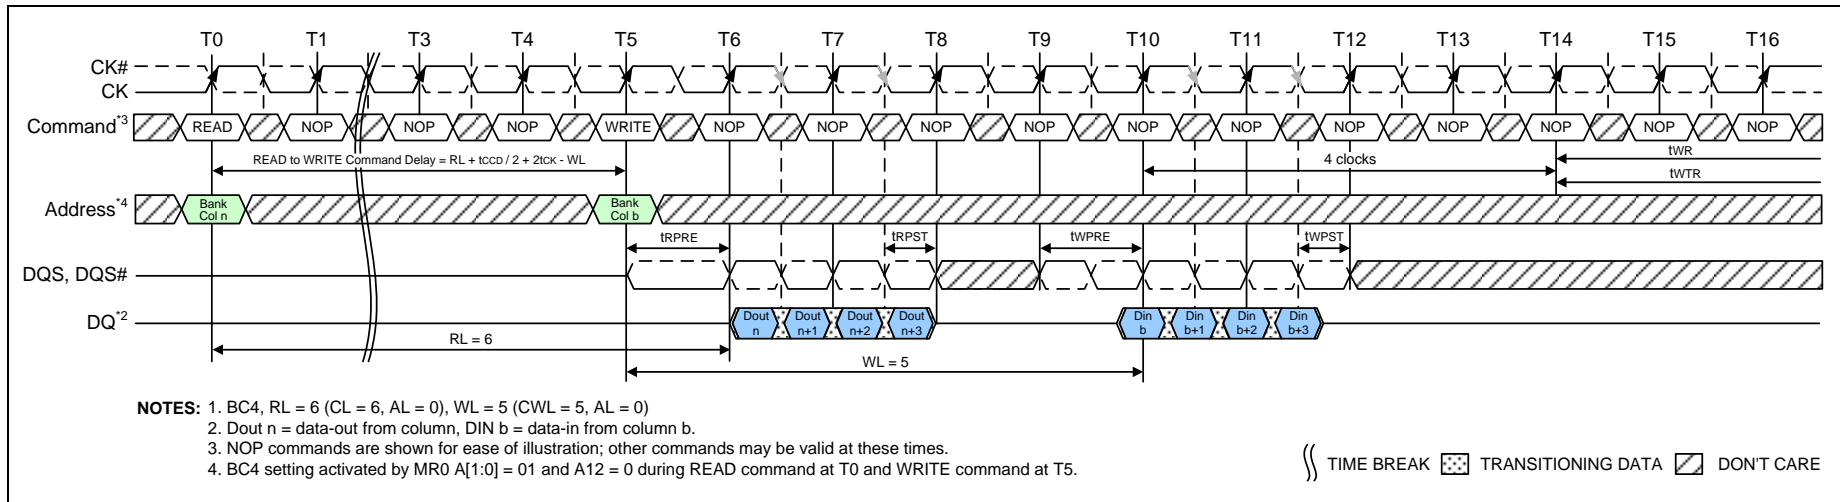 T0 T1 T3 T4 T5 T6 T7 T8 T9 T10 T11 T12 T13 T14 T15 T16
CK#
CK
Command*3 READ NOP NOP NOP WRITE NOP NOP NOP NOP NOP NOP NOP NOP NOP NOP NOP
READ to WRITE Command Delay = RL + tCCD / 2 + 2tCK - WL
4 clocks
tWR
tWTR
Address*4 Bank Col n Bank Col b
tRPRE tRPST tWPRE tWPST
DQS, DQS#
DQ*2 Dout n Dout n+1 Dout n+2 Dout n+3 Din b Din b+1 Din b+2 Din b+3
RL = 6
WL = 5
NOTES: 1. BC4, RL = 6 (CL = 6, AL = 0), WL = 5 (CWL = 5, AL = 0)
2. Dout n = data-out from column, DIN b = data-in from column b.
3. NOP commands are shown for ease of illustration; other commands may be valid at these times.
4. BC4 setting activated by MR0 A[1:0] = 01 and A12 = 0 during READ command at T0 and WRITE command at T5.
TIME BREAK TRANSITIONING DATA DON'T CARE